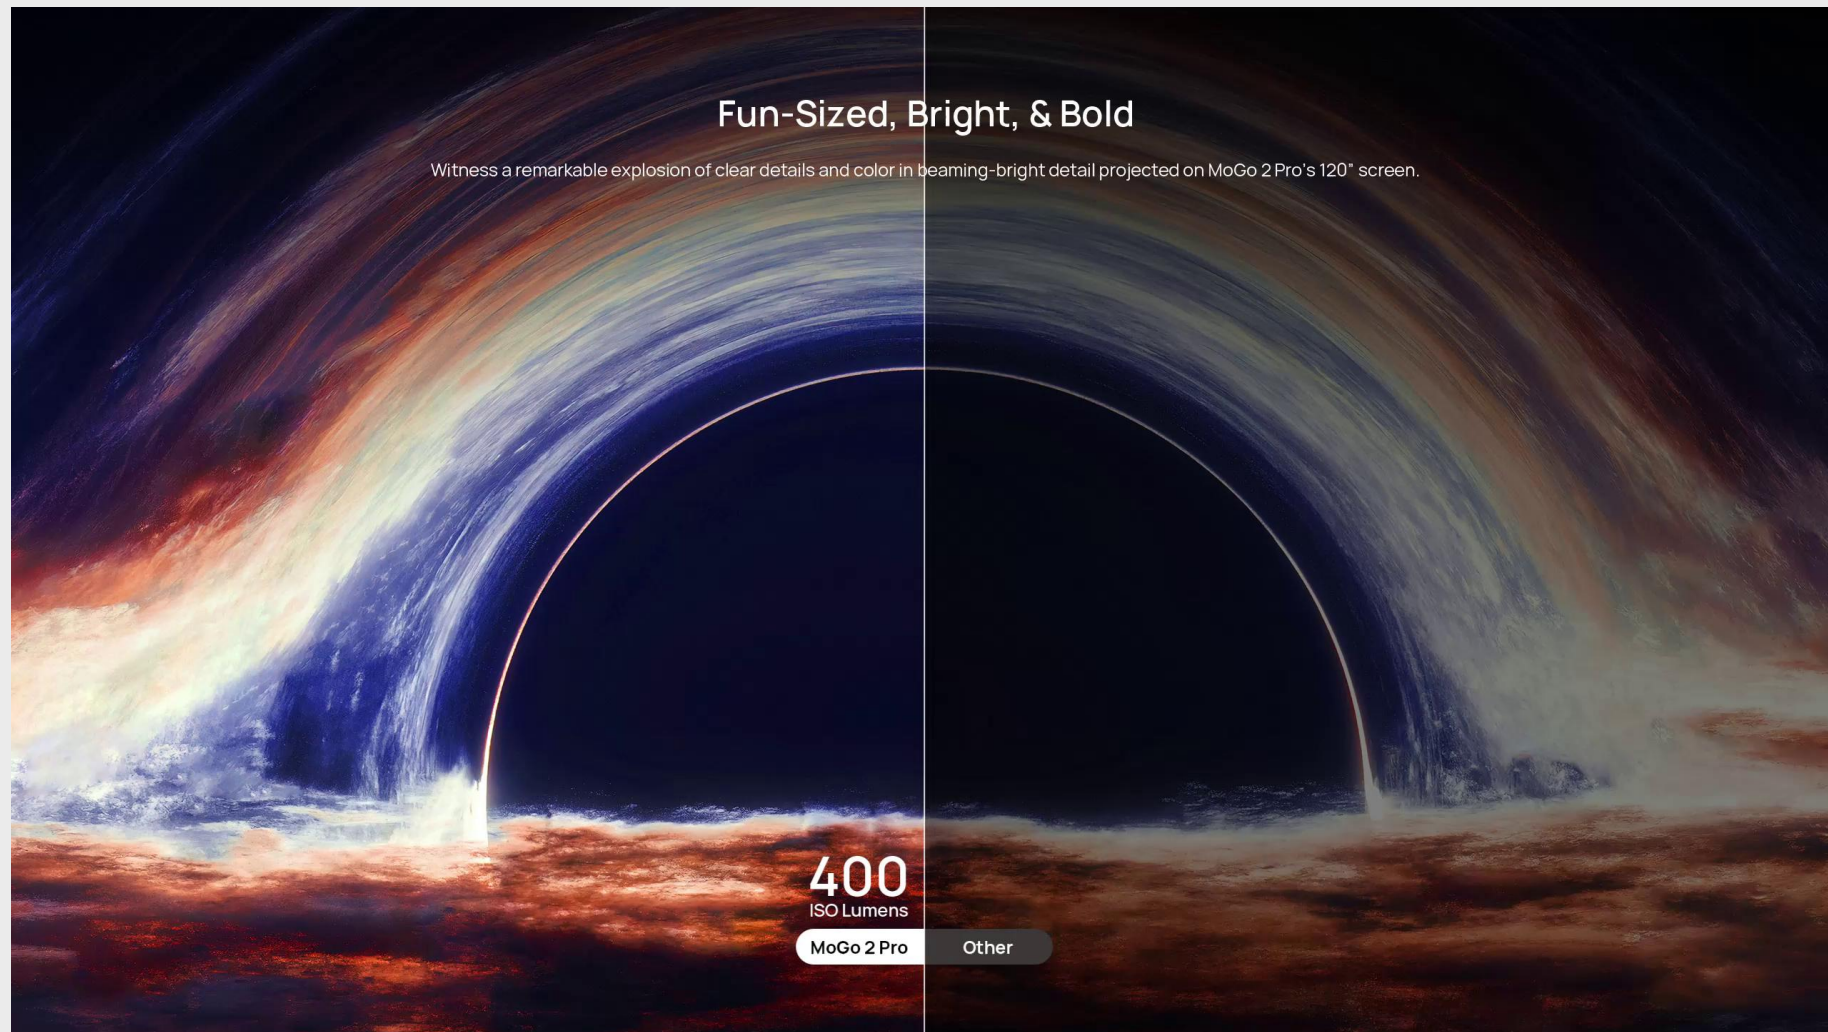 Fun-Sized, Bright, & Bold
Witness a remarkable explosion of clear details and color in beaming-bright detail projected on MoGo 2 Pro's 120” screen.
400
ISO Lumens
MoGo 2 Pro
Other